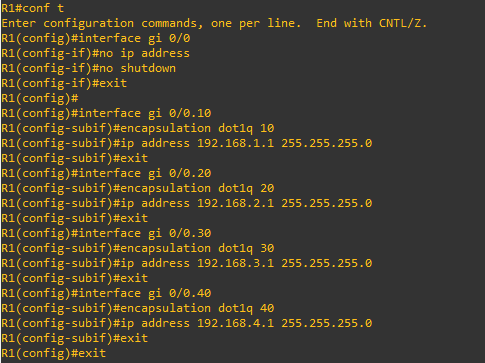 R1#conf t
Enter configuration commands, one per line.  End with CNTL/Z.
R1(config)#interface gi 0/0
R1(config-if)#no ip address
R1(config-if)#no shutdown
R1(config-if)#exit
R1(config)#
R1(config)#interface gi 0/0.10
R1(config-subif)#encapsulation dot1q 10
R1(config-subif)#ip address 192.168.1.1 255.255.255.0
R1(config-subif)#exit
R1(config)#interface gi 0/0.20
R1(config-subif)#encapsulation dot1q 20
R1(config-subif)#ip address 192.168.2.1 255.255.255.0
R1(config-subif)#exit
R1(config)#interface gi 0/0.30
R1(config-subif)#encapsulation dot1q 30
R1(config-subif)#ip address 192.168.3.1 255.255.255.0
R1(config-subif)#exit
R1(config)#interface gi 0/0.40
R1(config-subif)#encapsulation dot1q 40
R1(config-subif)#ip address 192.168.4.1 255.255.255.0
R1(config-subif)#exit
R1(config)#exit